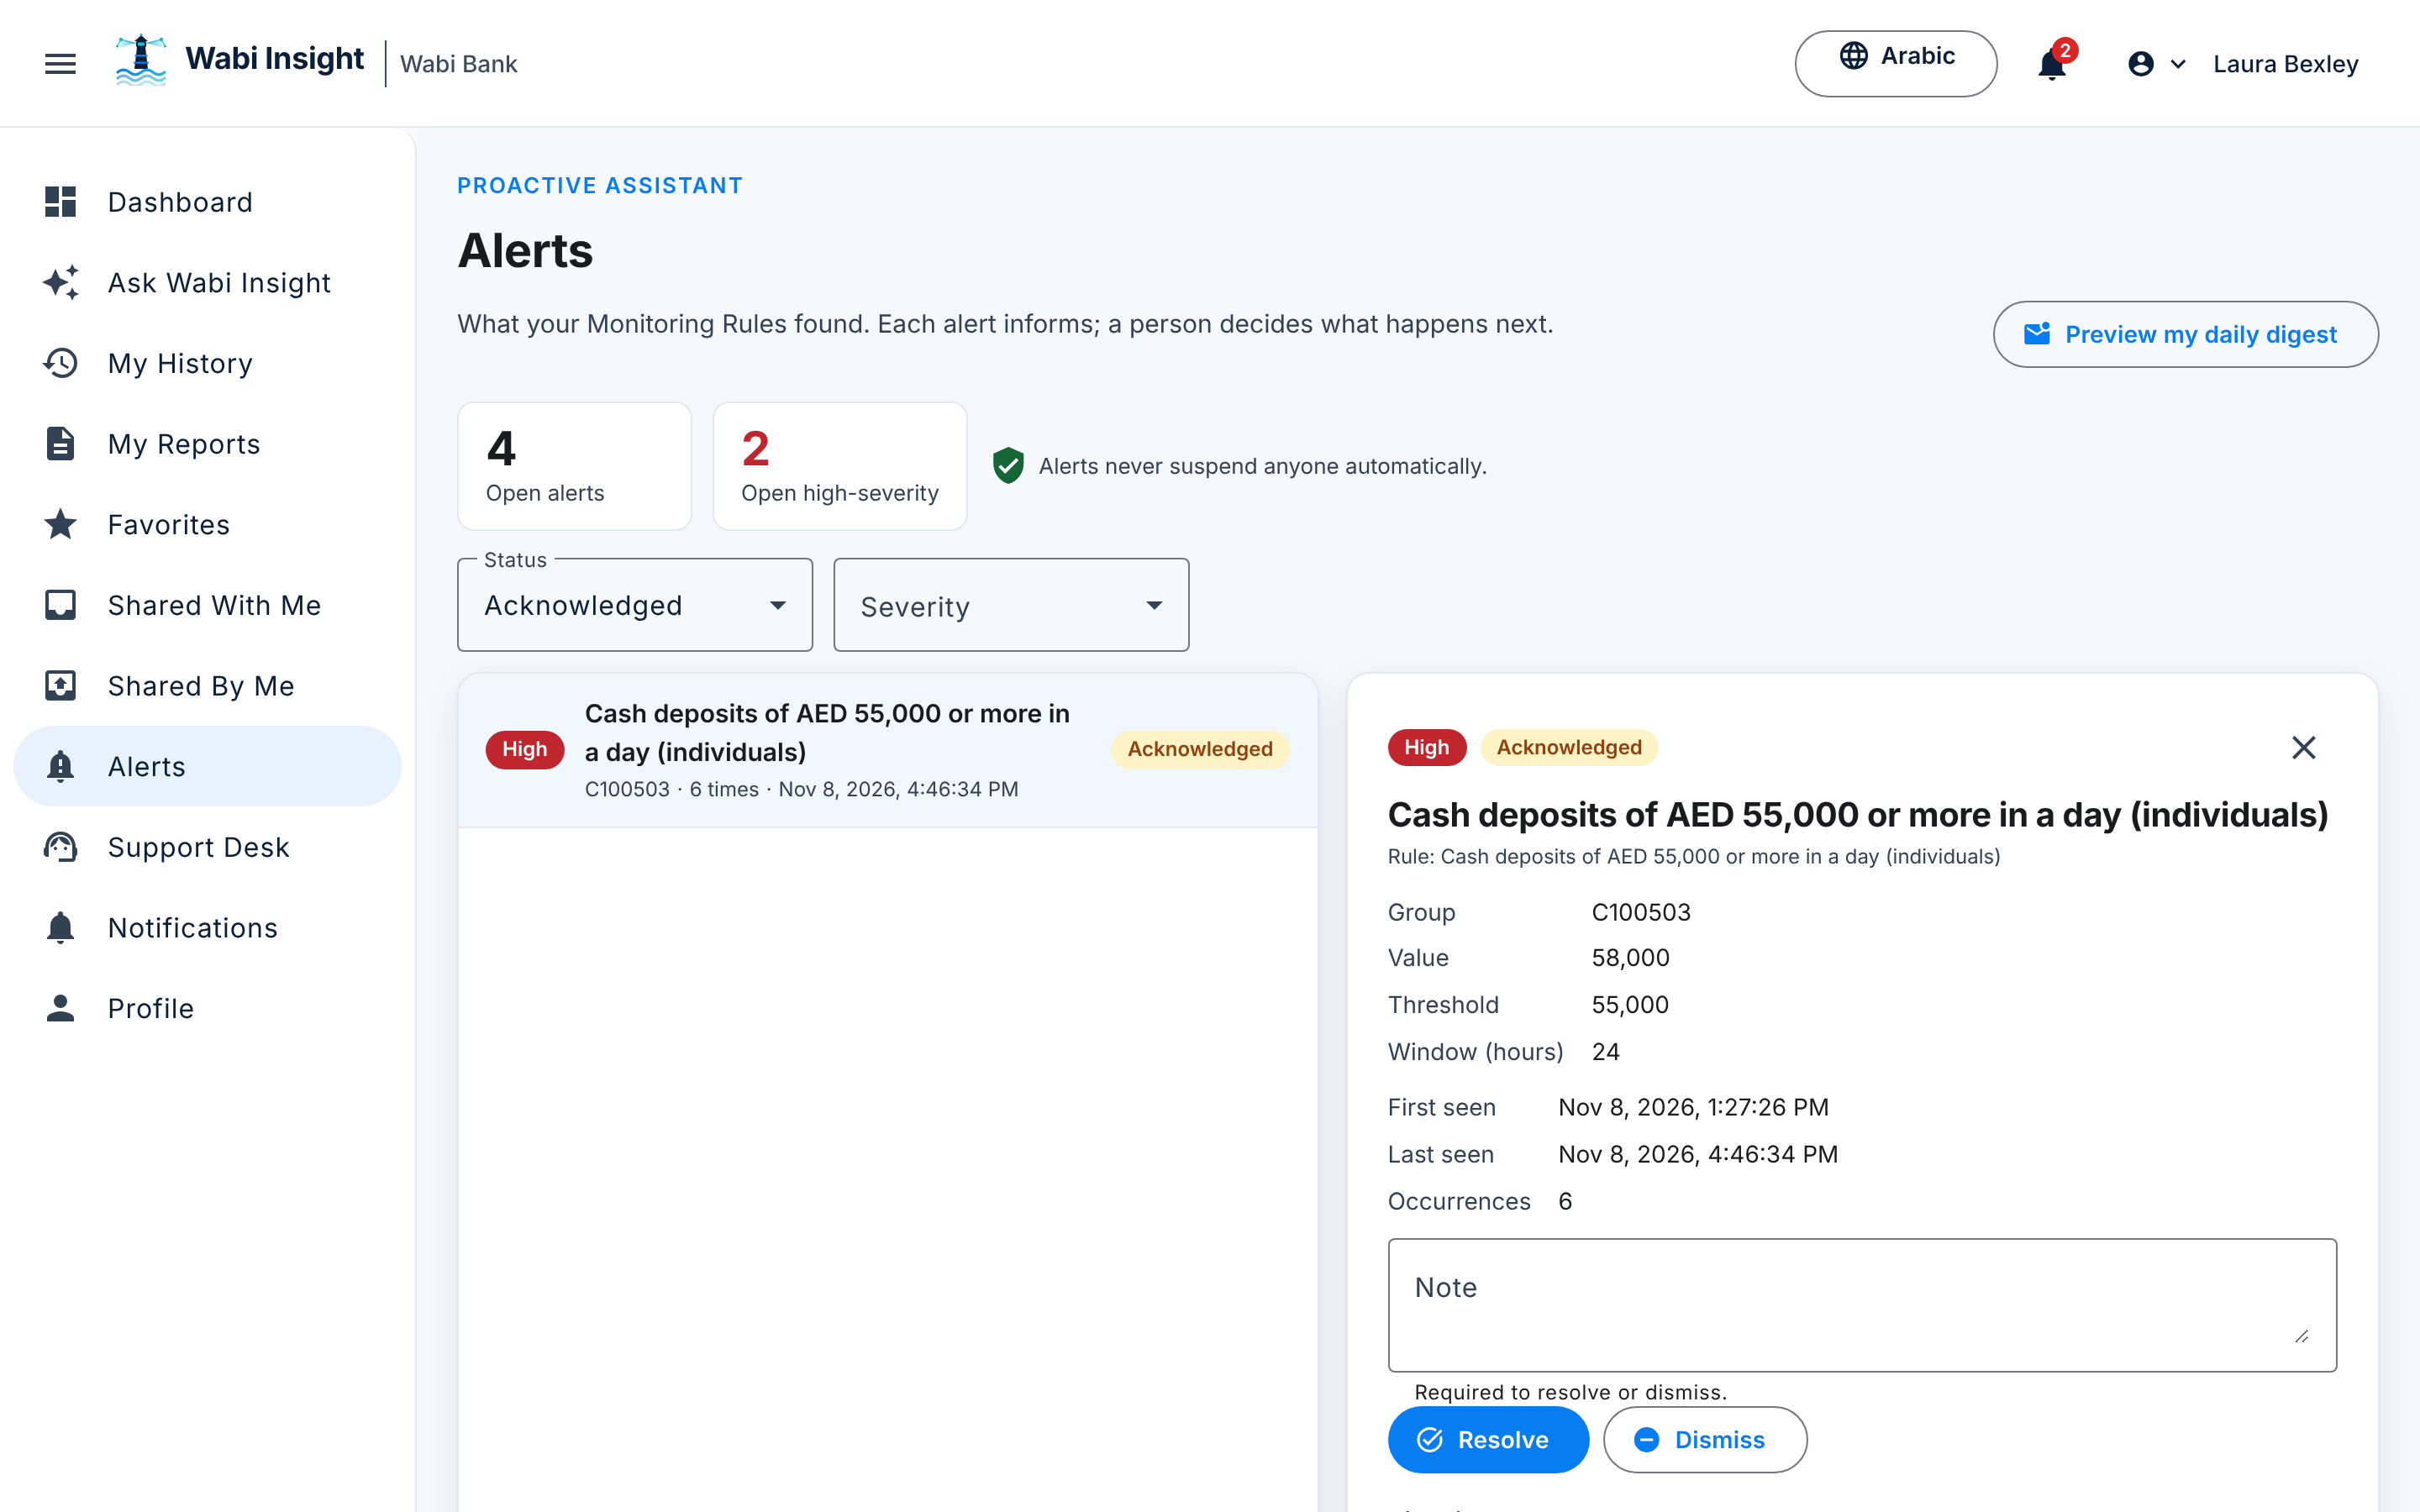 Wabi Insight
Wabi Bank
Arabic
2
Laura Bexley
Dashboard
Ask Wabi Insight
My History
My Reports
Favorites
Shared With Me
Shared By Me
Alerts
Support Desk
Notifications
Profile
PROACTIVE ASSISTANT
Alerts
What your Monitoring Rules found. Each alert informs; a person decides what happens next.
Preview my daily digest
4
Open alerts
2
Open high-severity
Alerts never suspend anyone automatically.
Status
Acknowledged
Severity
High
Cash deposits of AED 55,000 or more in
a day (individuals)
C100503 · 6 times · Nov 8, 2026, 4:46:34 PM
Acknowledged
High
Acknowledged
Cash deposits of AED 55,000 or more in a day (individuals)
Rule: Cash deposits of AED 55,000 or more in a day (individuals)
Group C100503
Value 58,000
Threshold 55,000
Window (hours) 24
First seen Nov 8, 2026, 1:27:26 PM
Last seen Nov 8, 2026, 4:46:34 PM
Occurrences 6
Note
Required to resolve or dismiss.
Resolve
Dismiss